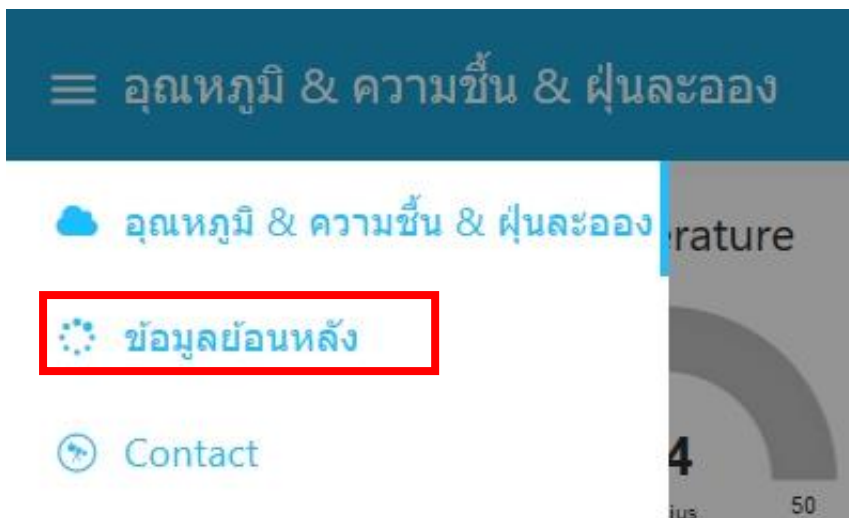 อุณหภูมิ & ความชื้น & ฝุ่นละออง
อุณหภูมิ & ความชื้น & ฝุ่นละออง
rature
ข้อมูลย้อนหลัง
Contact
4
ius
50